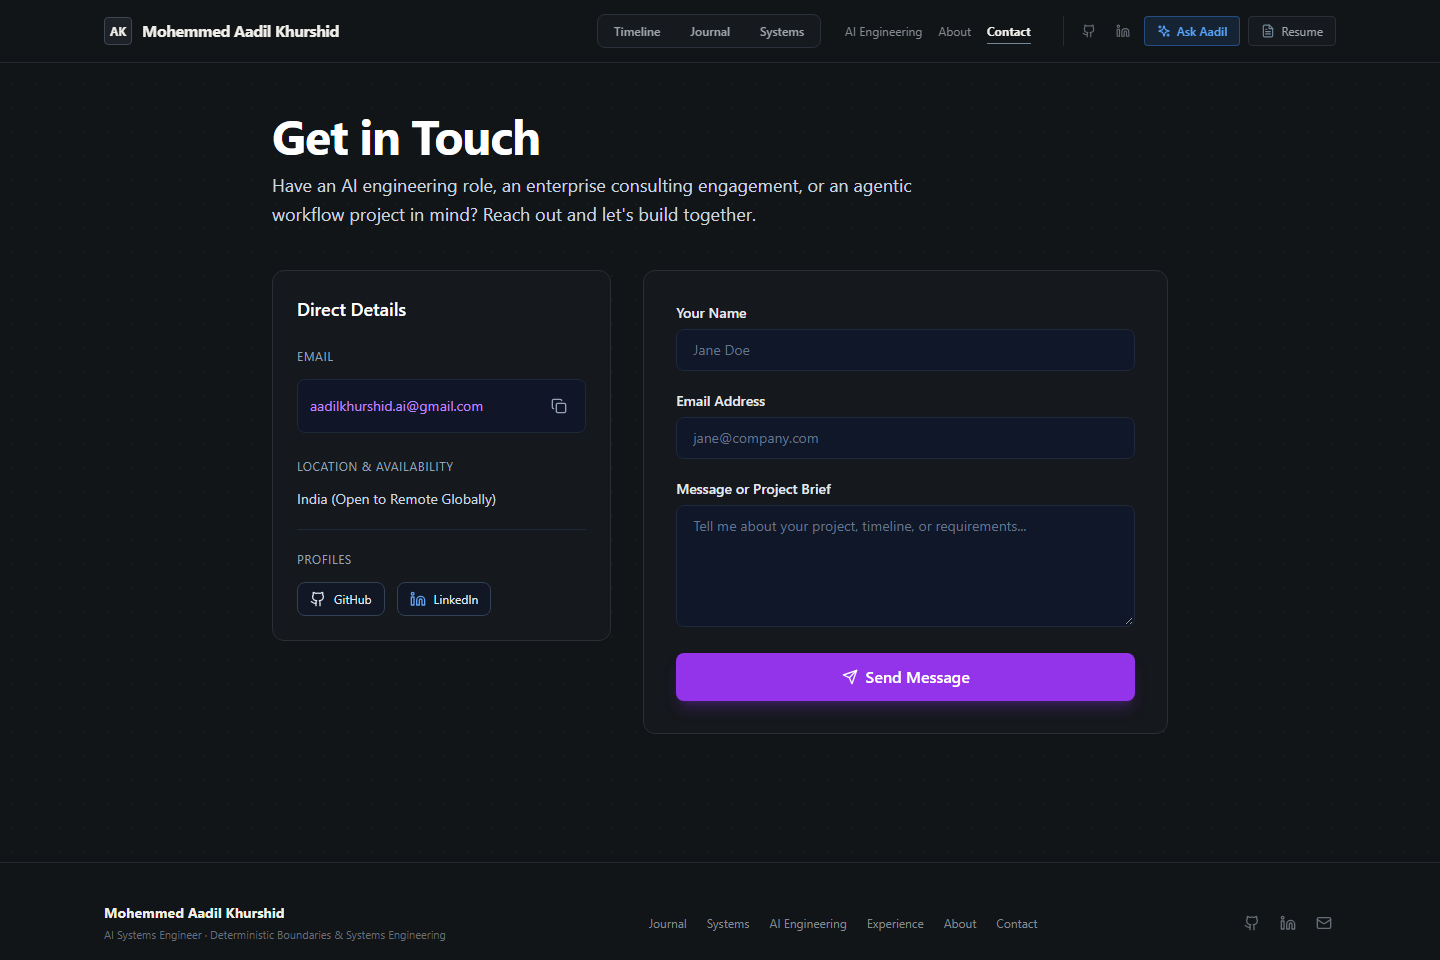 AK Mohemmed Aadil Khurshid Timeline Journal Systems AI Engineering About Contact Ask Aadil Resume
Get in Touch
Have an AI engineering role, an enterprise consulting engagement, or an agentic
workflow project in mind? Reach out and let's build together.
Direct Details
EMAIL
aadilkhurshid.ai@gmail.com
LOCATION & AVAILABILITY
India (Open to Remote Globally)
PROFILES
GitHub LinkedIn
Your Name
Jane Doe
Email Address
jane@company.com
Message or Project Brief
Tell me about your project, timeline, or requirements...
Send Message
Mohemmed Aadil Khurshid
AI Systems Engineer · Deterministic Boundaries & Systems Engineering
Journal Systems AI Engineering Experience About Contact